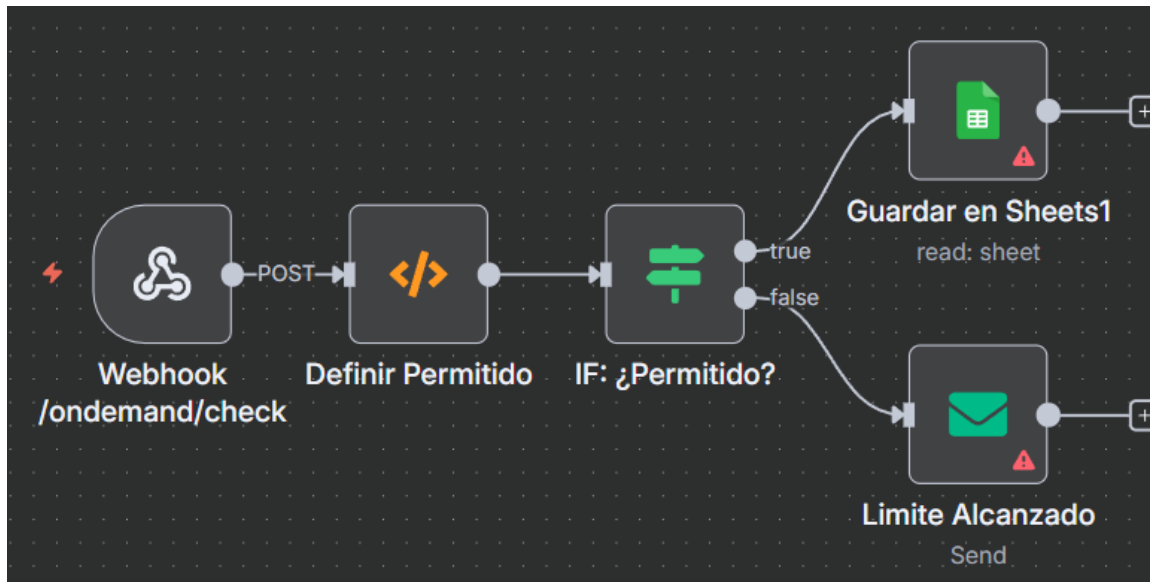 Guardar en Sheets1
read: sheet
POST
true
false
Webhook
/ondemand/check
Definir Permitido
IF: ¿Permitido?
Limite Alcanzado
Send